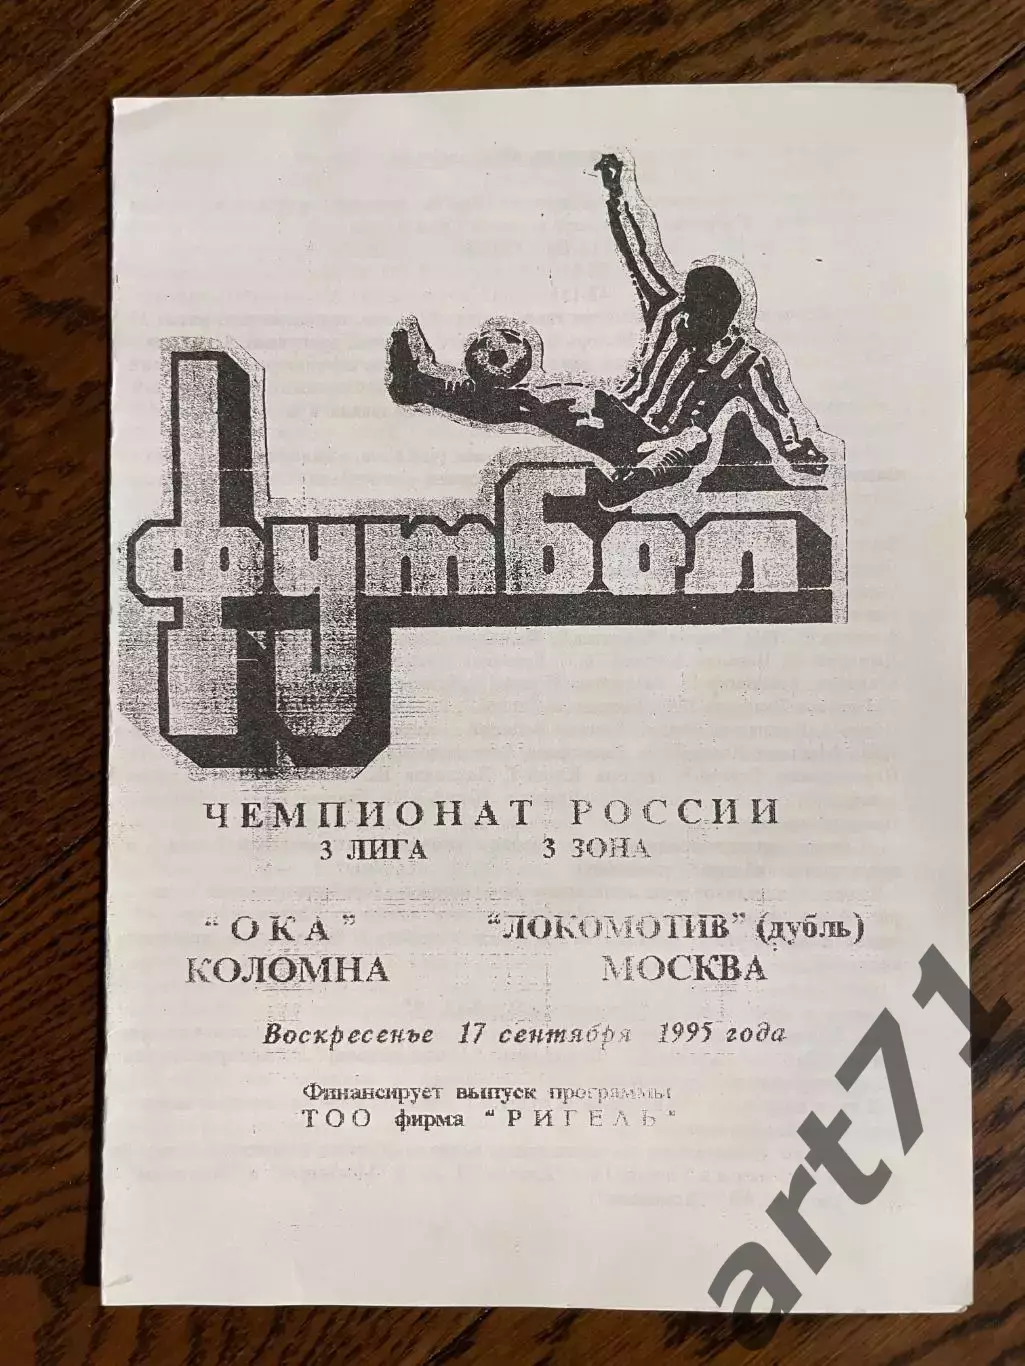 футбол
ЧЕМПИОНАТ РОССИИ
3 ЛИГА 3 ЗОНА
"ОКА" "ЛОКОМОТИВ" (дубль)
КОЛОМНА МОСКВА
Воскресенье 17 сентября 1995 года
Финансирует выпуск программы
ТОО фирма "РИГЕЛЬ"
art71